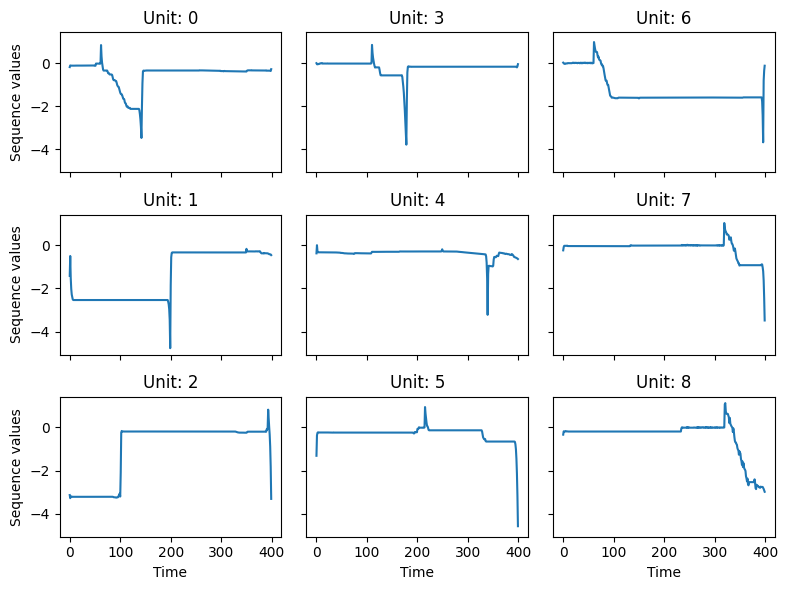 Unit: 0
Unit: 3
Unit: 6
Sequence values
0
−2
−4
Unit: 1
Unit: 4
Unit: 7
Sequence values
0
−2
−4
Unit: 2
Unit: 5
Unit: 8
Sequence values
0
−2
−4
0 100 200 300 400
0 100 200 300 400
0 100 200 300 400
Time
Time
Time